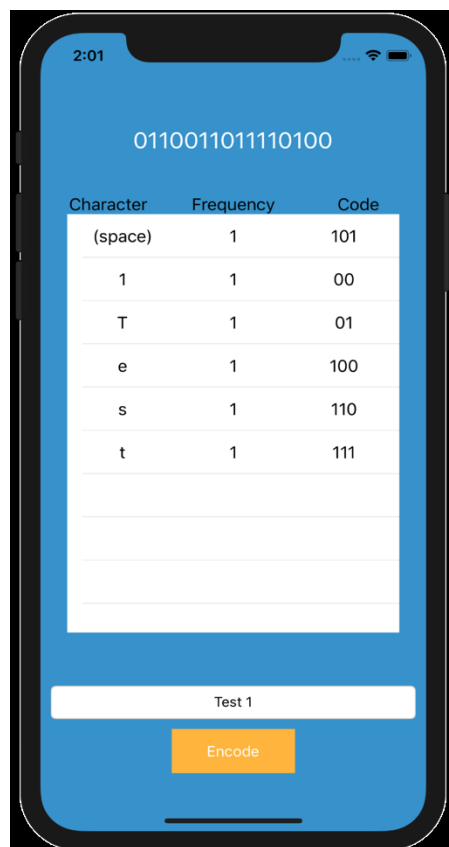 2:01
0110011011110100
Character Frequency Code
(space) 1 101
1 1 00
T 1 01
e 1 100
s 1 110
t 1 111
Test 1
Encode